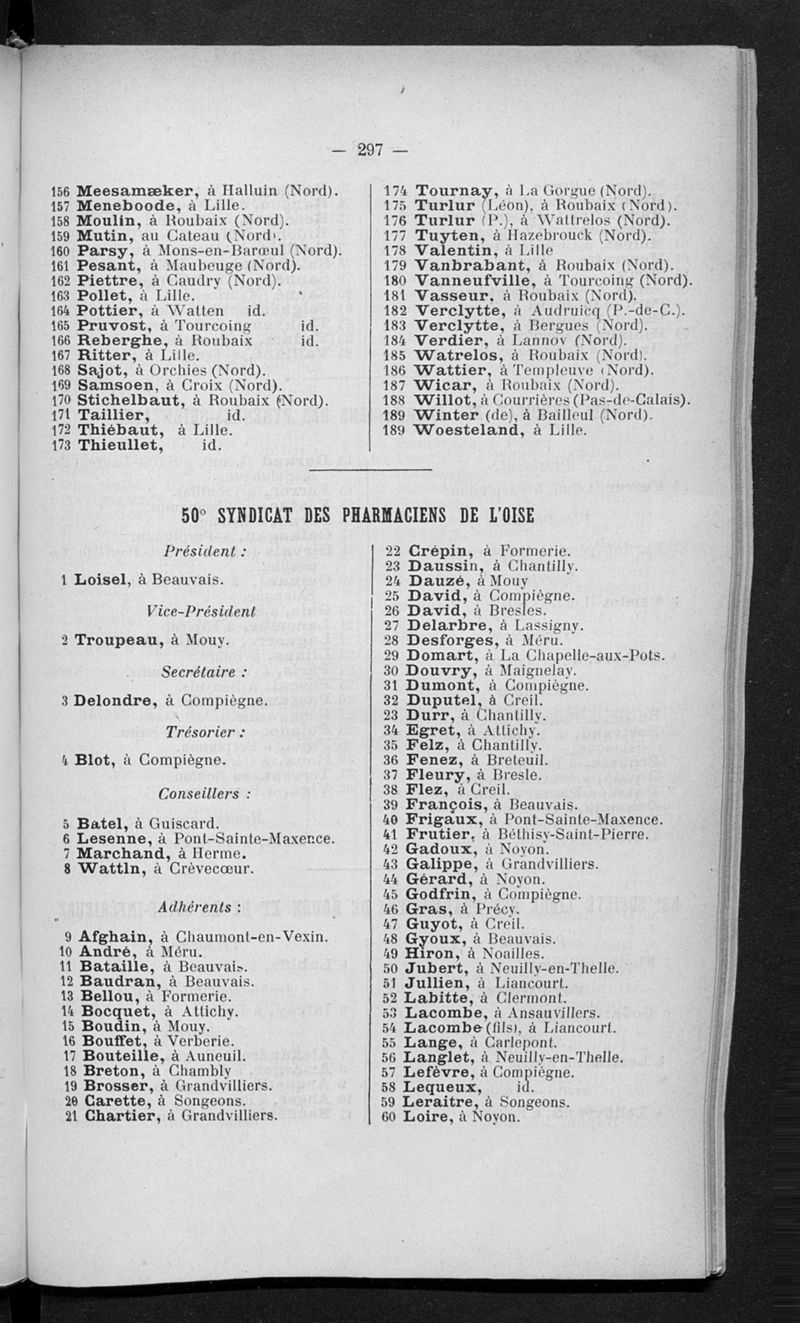 — 297 —
156 Meesamæker, à Halluin (Nord).
157 Meneboode, à Lille.
158 Moulin, à Roubaix (Nord).
159 Mutin, au Cateau (Nord).
160 Parsy, à Mons-en-Barœul (Nord).
161 Pesant, à Maubeuge (Nord).
162 Piettre, à Caudry (Nord).
163 Pollet, à Lille.
164 Pottier, à Watten id.
165 Pruvost, à Tourcoing id.
166 Reberghe, à Roubaix id.
167 Ritter, à Lille.
168 Sajot, à Orchies (Nord).
169 Samsoen, à Croix (Nord).
170 Stichelbaut, à Roubaix (Nord).
171 Taillier, id.
172 Thiébaut, à Lille.
173 Thieullet, id.
174 Tournay, à La Gorgue (Nord).
175 Turlur (Léon), à Roubaix (Nord).
176 Turlur (P.), à Wattrelos (Nord).
177 Tuyten, à Hazebrouck (Nord).
178 Valentin, à Lille
179 Vanbrabant, à Roubaix (Nord).
180 Vanneufville, à Tourcoing (Nord).
181 Vasseur, à Roubaix (Nord).
182 Verclytte, à Audruicq (P.-de-C.).
183 Verclytte, à Bergues (Nord).
184 Verdier, à Lannoy (Nord).
185 Watrelos, à Roubaix (Nord).
186 Wattier, à Templeuve (Nord).
187 Wicar, à Roubaix (Nord).
188 Willot, à Courrières (Pas-de-Calais).
189 Winter (de), à Bailleul (Nord).
189 Woesteland, à Lille.
50° SYNDICAT DES PHARMACIENS DE L'OISE
Président :
1 Loisel, à Beauvais.
Vice-Président
2 Troupeau, à Mouy.
Secrétaire :
3 Delondre, à Compiègne.
Trésorier :
4 Blot, à Compiègne.
Conseillers :
5 Batel, à Guiscard.
6 Lesenne, à Pont-Sainte-Maxence.
7 Marchand, à Herme.
8 Wattln, à Crèvecœur.
Adhérents :
9 Afghain, à Chaumont-en-Vexin.
10 André, à Méru.
11 Bataille, à Beauvais.
12 Baudran, à Beauvais.
13 Bellou, à Formerie.
14 Bocquet, à Attichy.
15 Boudin, à Mouy.
16 Bouffet, à Verberie.
17 Bouteille, à Auneuil.
18 Breton, à Chambly
19 Brosser, à Grandvilliers.
20 Carette, à Songeons.
21 Chartier, à Grandvilliers.
22 Crépin, à Formerie.
23 Daussin, à Chantilly.
24 Dauzé, à Mouy
25 David, à Compiègne.
26 David, à Bresles.
27 Delarbre, à Lassigny.
28 Desforges, à Méru.
29 Domart, à La Chapelle-aux-Pots.
30 Douvry, à Maignelay.
31 Dumont, à Compiègne.
32 Duputel, à Creil.
23 Durr, à Chantilly.
34 Egret, à Attichy.
35 Felz, à Chantilly.
36 Fenez, à Breteuil.
37 Fleury, à Bresle.
38 Flez, à Creil.
39 François, à Beauvais.
40 Frigaux, à Pont-Sainte-Maxence.
41 Frutier, à Béthisy-Saint-Pierre.
42 Gadoux, à Noyon.
43 Galippe, à Grandvilliers.
44 Gérard, à Noyon.
45 Godfrin, à Compiègne.
46 Gras, à Précy.
47 Guyot, à Creil.
48 Gyoux, à Beauvais.
49 Hiron, à Noailles.
50 Jubert, à Neuilly-en-Thelle.
51 Jullien, à Liancourt.
52 Labitte, à Clermont.
53 Lacombe, à Ansauvillers.
54 Lacombe (fils), à Liancourt.
55 Lange, à Carlepont.
56 Langlet, à Neuilly-en-Thelle.
57 Lefèvre, à Compiègne.
58 Lequeux, id.
59 Leraitre, à Songeons.
60 Loire, à Noyon.